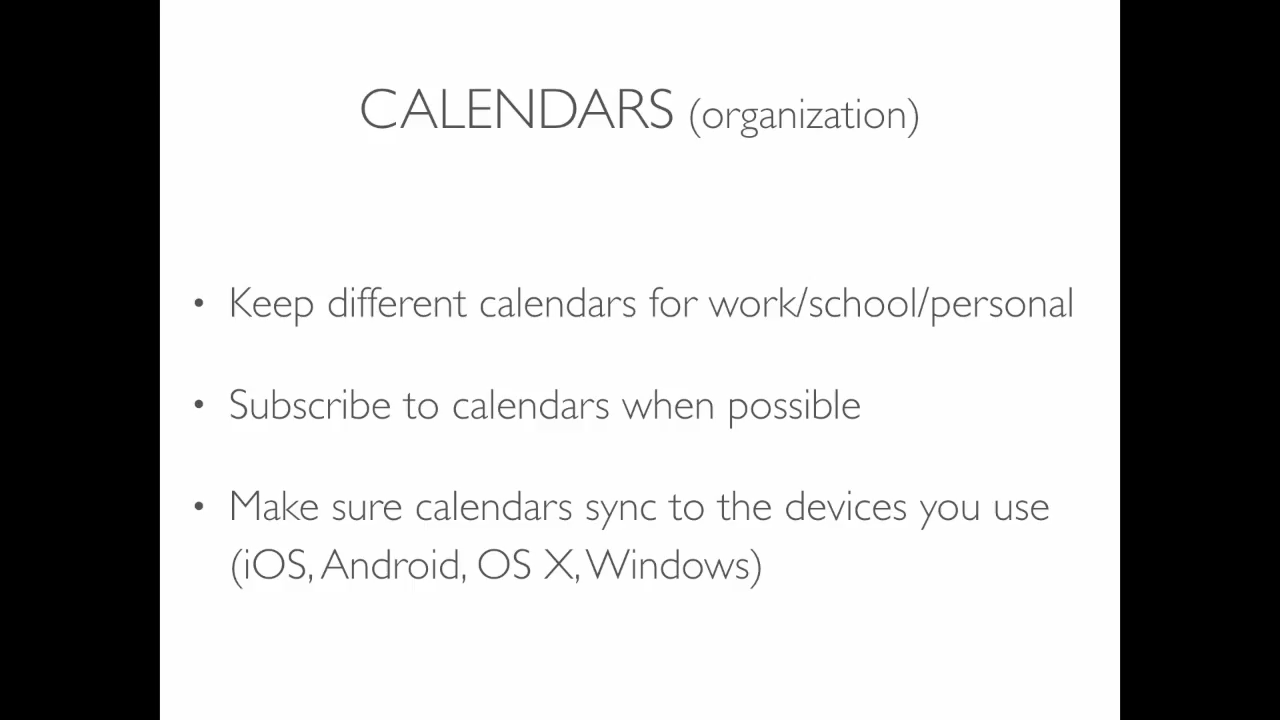 CALENDARS (organization)
• Keep different calendars for work/school/personal
• Subscribe to calendars when possible
• Make sure calendars sync to the devices you use
(iOS, Android, OS X, Windows)